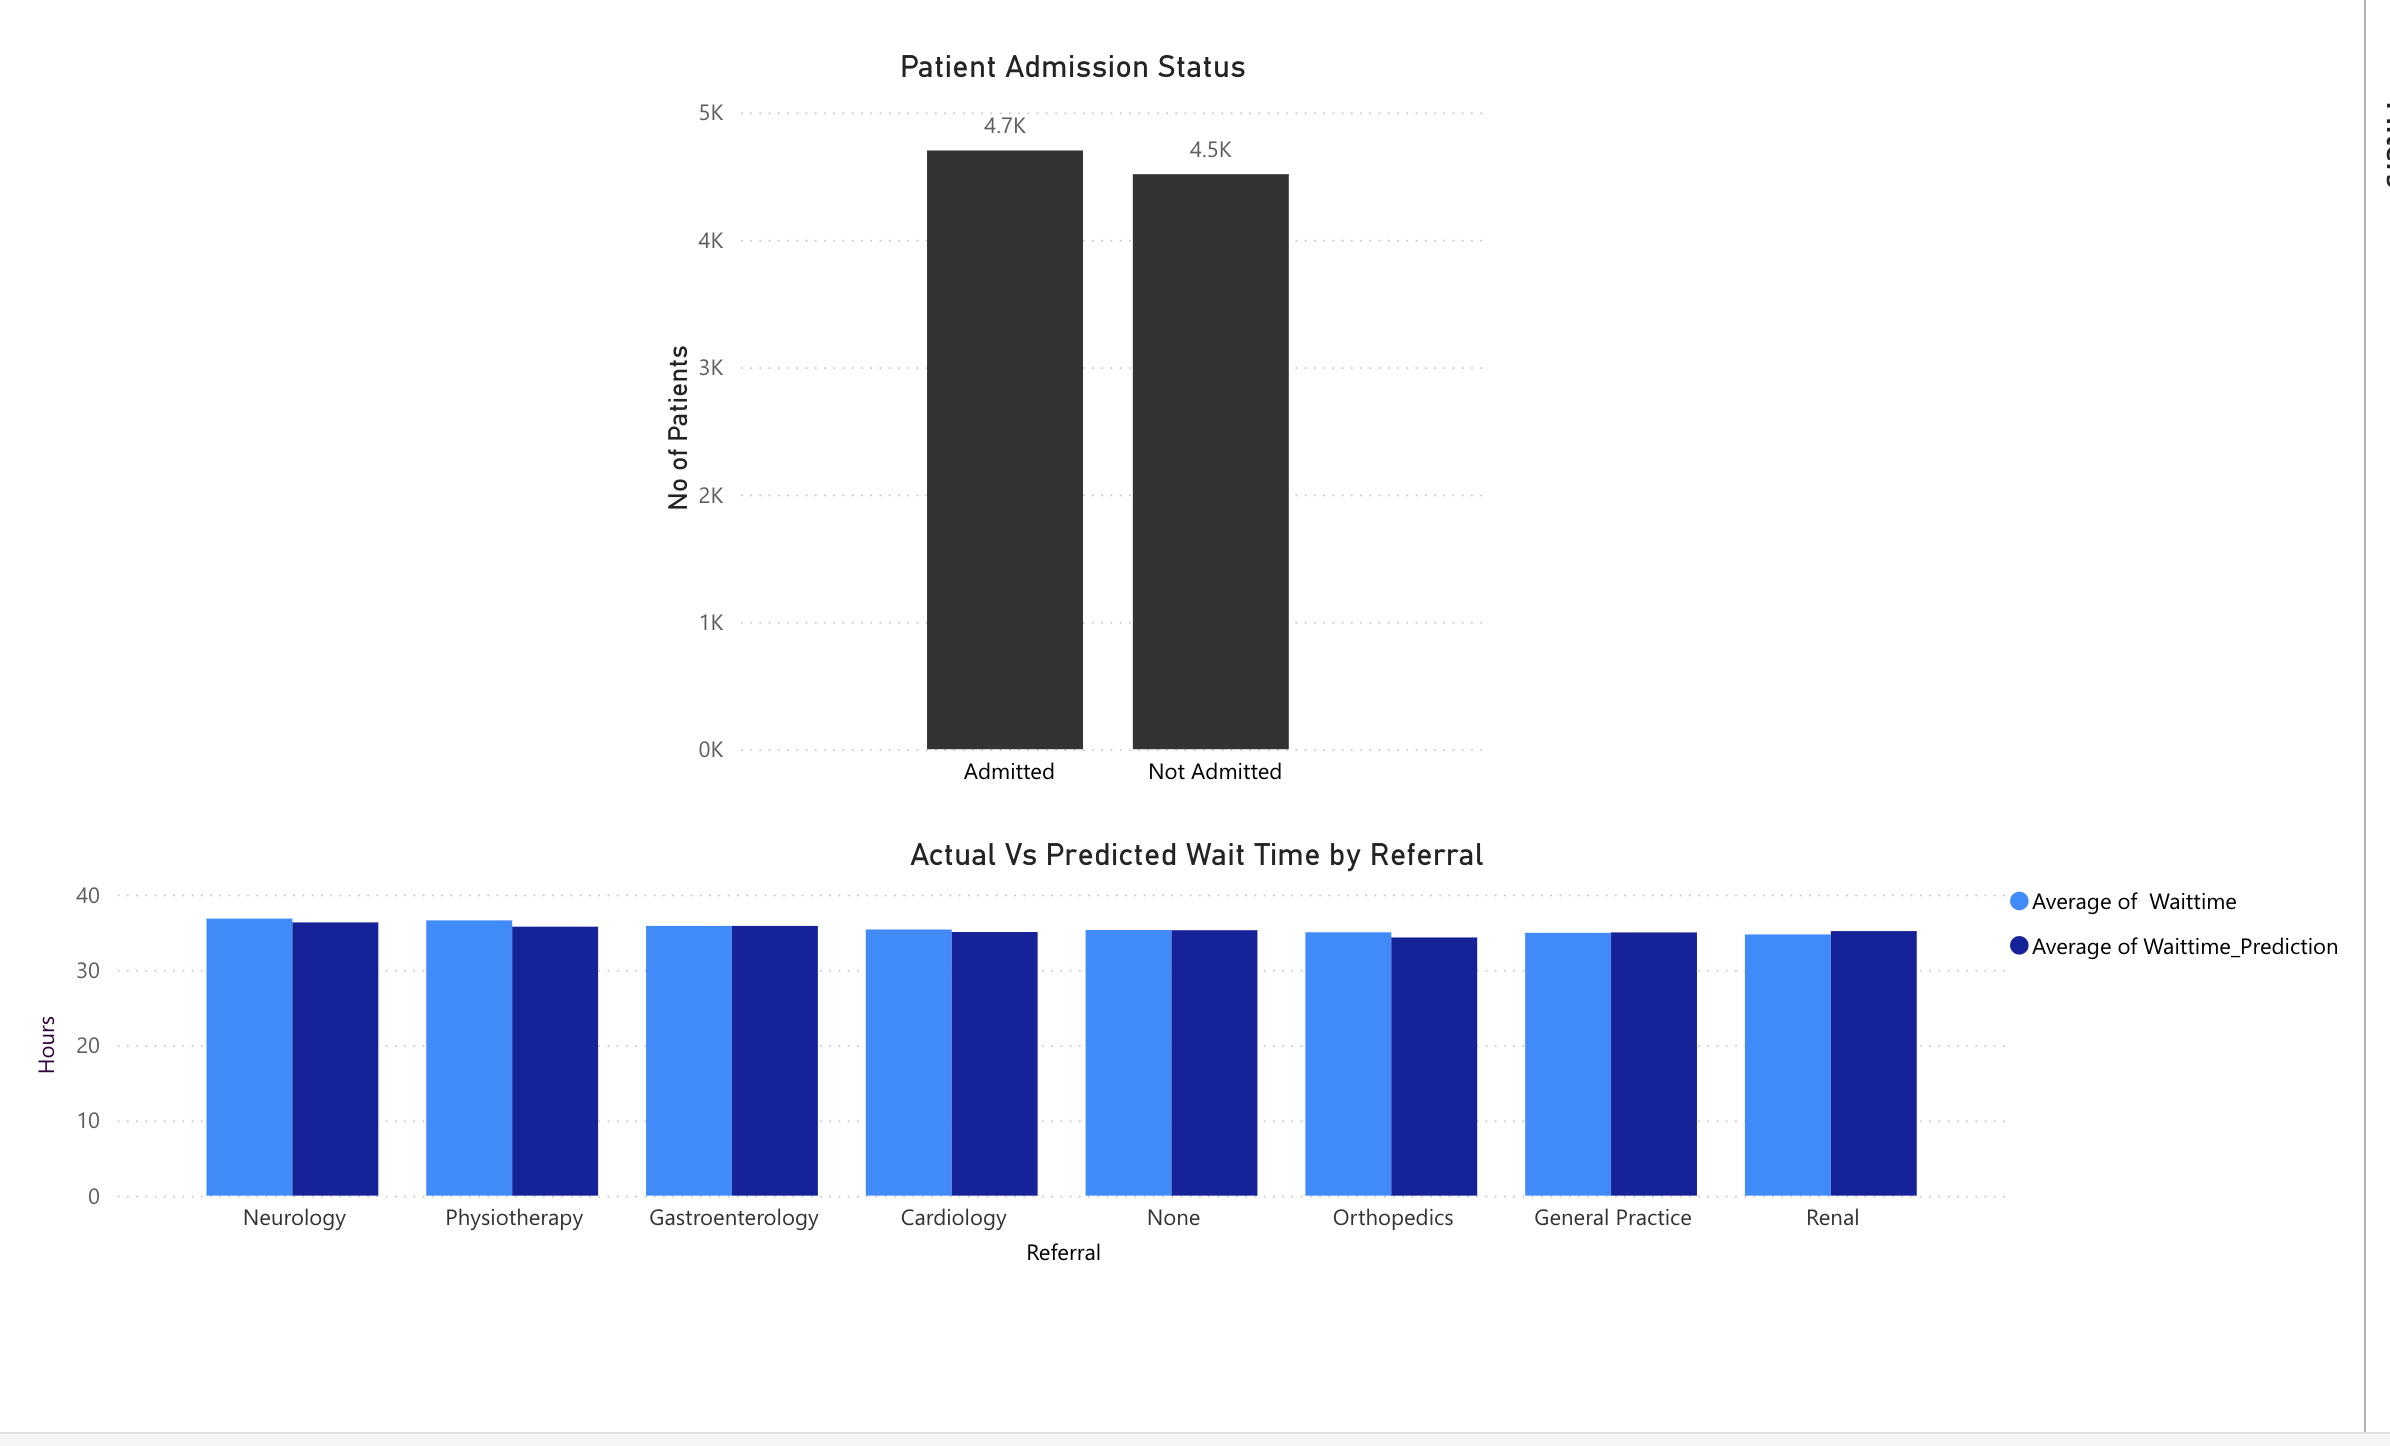 Patient Admission Status
No of Patients
5K
4K
3K
2K
1K
0K
4.7K
4.5K
Admitted
Not Admitted
Actual Vs Predicted Wait Time by Referral
Hours
40
30
20
10
0
Average of  Waittime
Average of Waittime_Prediction
Neurology
Physiotherapy
Gastroenterology
Cardiology
None
Orthopedics
General Practice
Renal
Referral